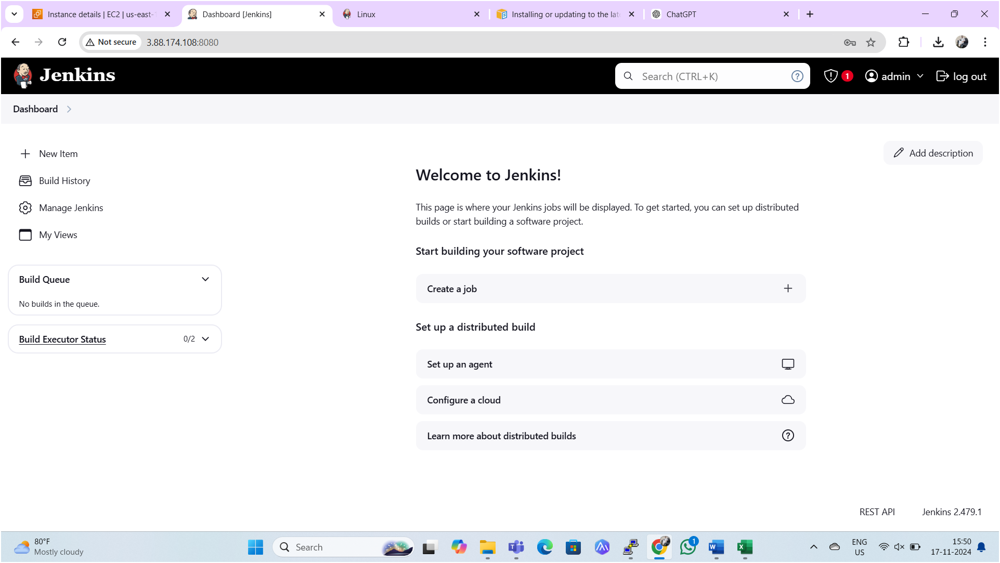 Instance details | EC2 | us-east-1
Dashboard [Jenkins]
Linux
Installing or updating to the late
ChatGPT
Not secure
3.88.174.108:8080
Jenkins
Search (CTRL+K)
1
admin
log out
Dashboard
New Item
Add description
Build History
Manage Jenkins
My Views
Welcome to Jenkins!
This page is where your Jenkins jobs will be displayed. To get started, you can set up distributed
builds or start building a software project.
Start building your software project
Build Queue
No builds in the queue.
Create a job
Build Executor Status
0/2
Set up a distributed build
Set up an agent
Configure a cloud
Learn more about distributed builds
REST API
Jenkins 2.479.1
80°F
Mostly cloudy
Search
1
ENG
US
15:50
17-11-2024